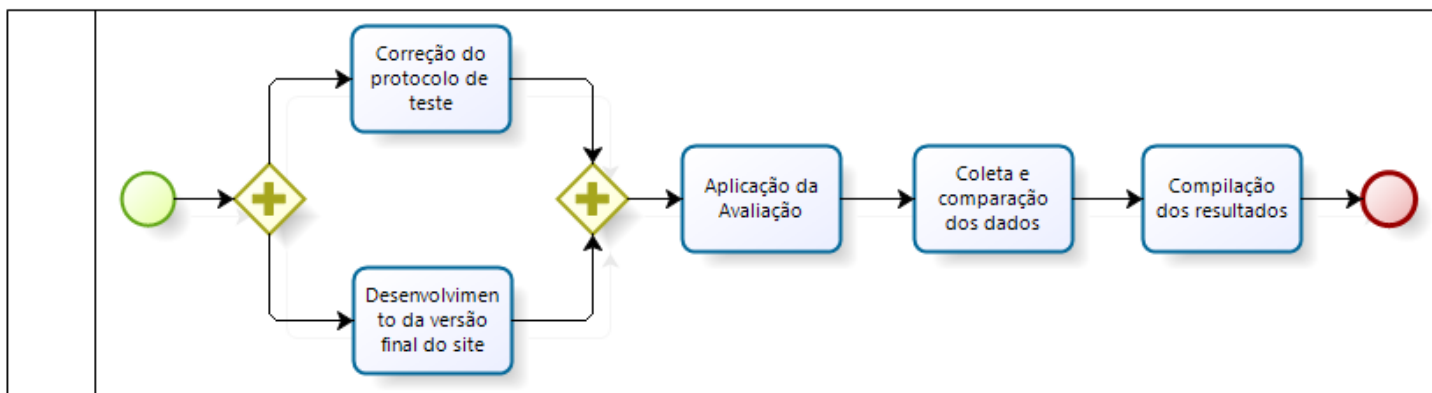 Correção do
protocolo de
teste
Desenvolvimen
to da versão
final do site
Aplicação da
Avaliação
Coleta e
comparação
dos dados
Compilação
dos resultados